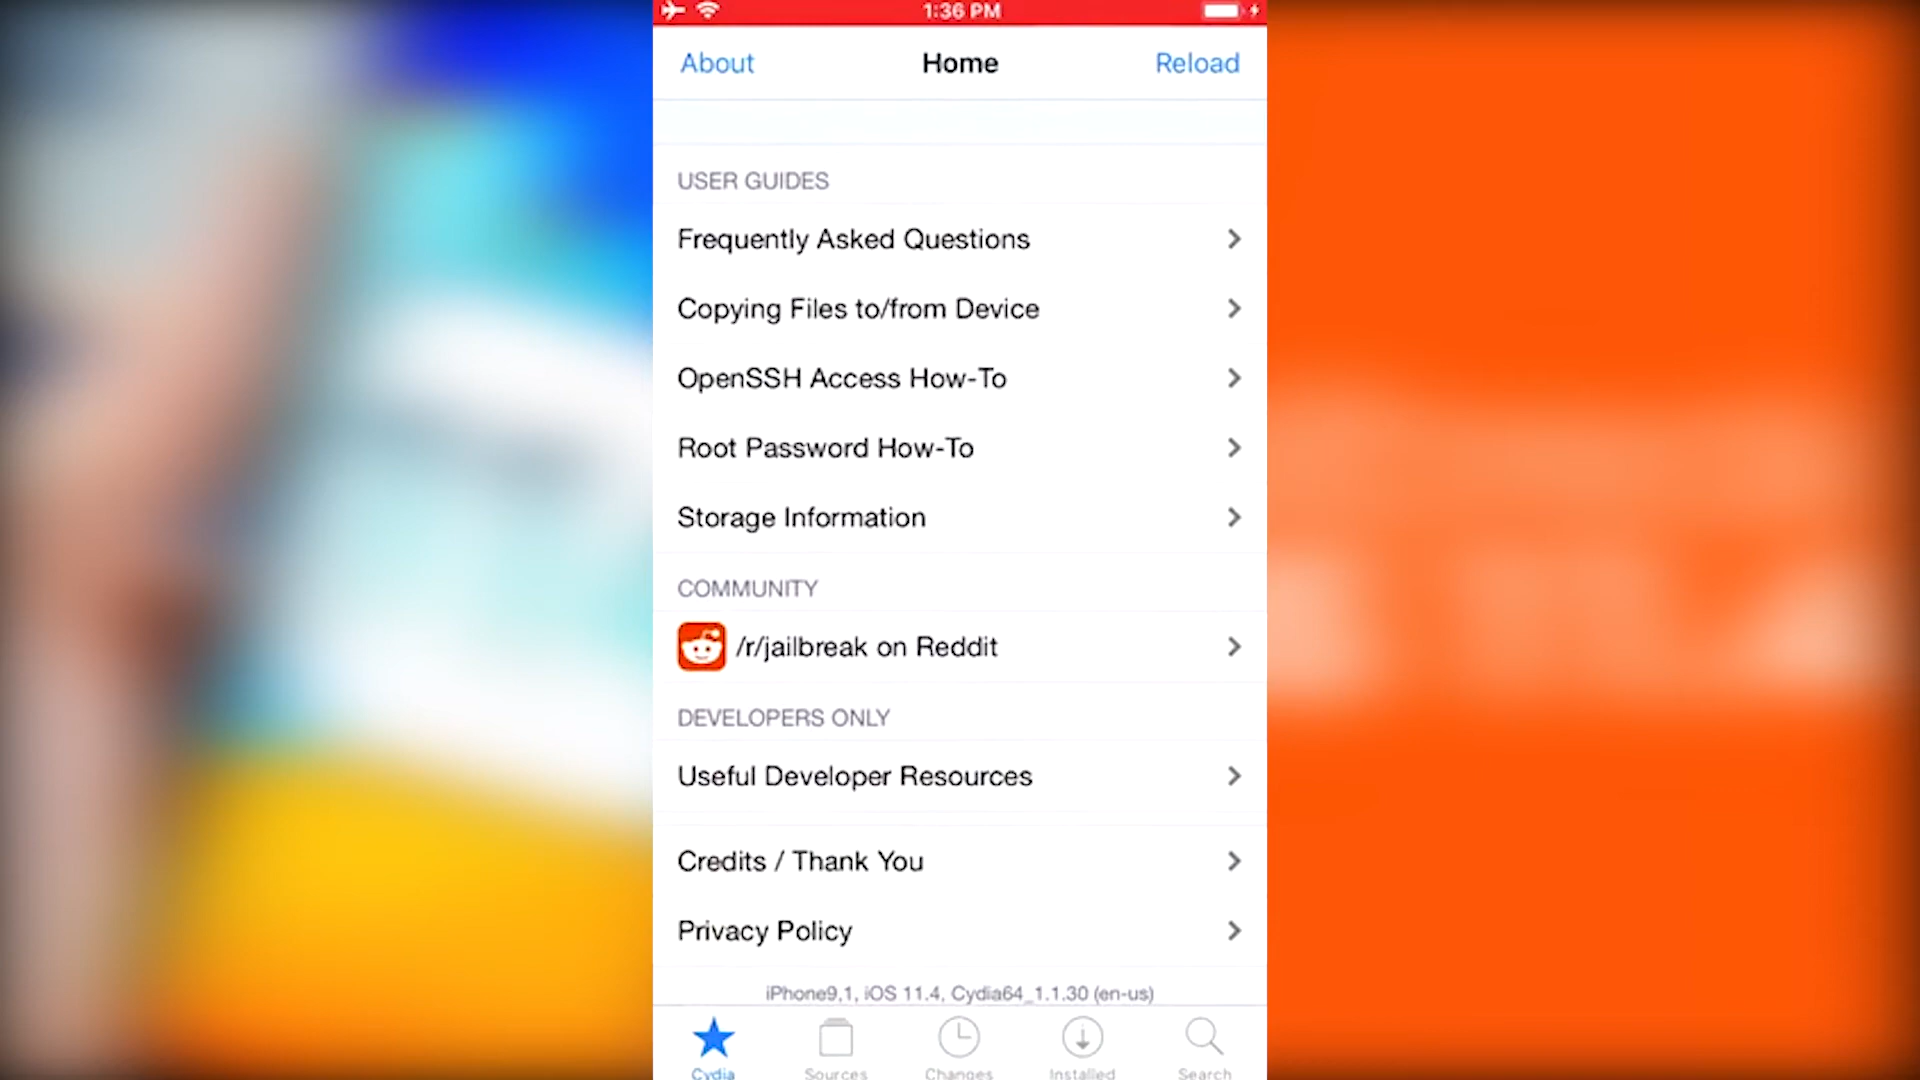 1:36 PM
About Home Reload
USER GUIDES
Frequently Asked Questions
Copying Files to/from Device
OpenSSH Access How-To
Root Password How-To
Storage Information
COMMUNITY
/r/jailbreak on Reddit
DEVELOPERS ONLY
Useful Developer Resources
Credits / Thank You
Privacy Policy
iPhone9,1, iOS 11.4, Cydia64_1.1.30 (en-us)
Cydia Sources Changes Installed Search